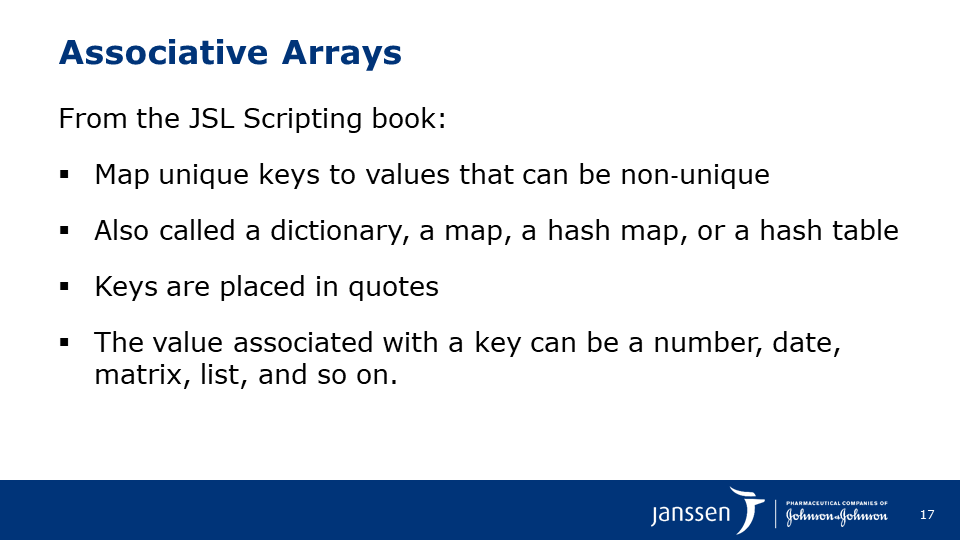 Associative Arrays
From the JSL Scripting book:
▪ Map unique keys to values that can be non-unique
▪ Also called a dictionary, a map, a hash map, or a hash table
▪ Keys are placed in quotes
▪ The value associated with a key can be a number, date,
matrix, list, and so on.
janssen
PHARMACEUTICAL COMPANIES OF
Johnson & Johnson
17